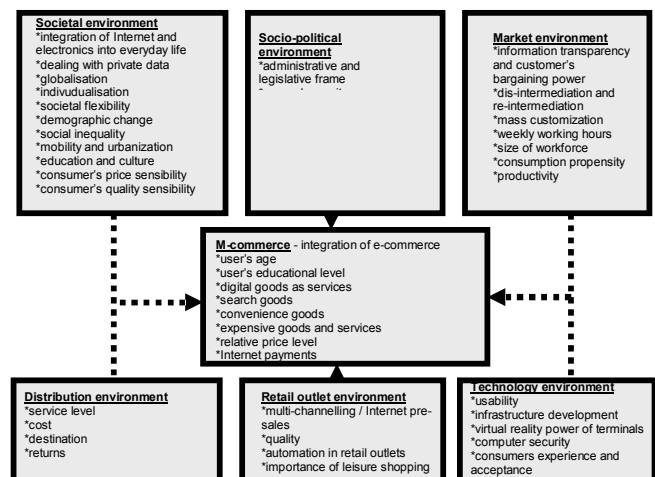 Societal environment
*integration of Internet and
electronics into everyday life
*dealing with private data
*globalisation
*indivudualisation
*societal flexibility
*demographic change
*social inequality
*mobility and urbanization
*education and culture
*consumer's price sensibility
*consumer's quality sensibility
Socio-political
environment
*administrative and
legislative frame
Market environment
*information transparency
and customer's
bargaining power
*dis-intermediation and
re-intermediation
*mass customization
*weekly working hours
*size of workforce
*consumption propensity
*productivity
M-commerce - integration of e-commerce
*user's age
*user's educational level
*digital goods as services
*search goods
*convenience goods
*expensive goods and services
*relative price level
*Internet payments
Distribution environment
*service level
*cost
*destination
*returns
Retail outlet environment
*multi-channelling / Internet pre-
sales
*quality
*automation in retail outlets
*importance of leisure shopping
Technology environment
*usability
*infrastructure development
*virtual reality power of terminals
*computer security
*consumers experience and
acceptance